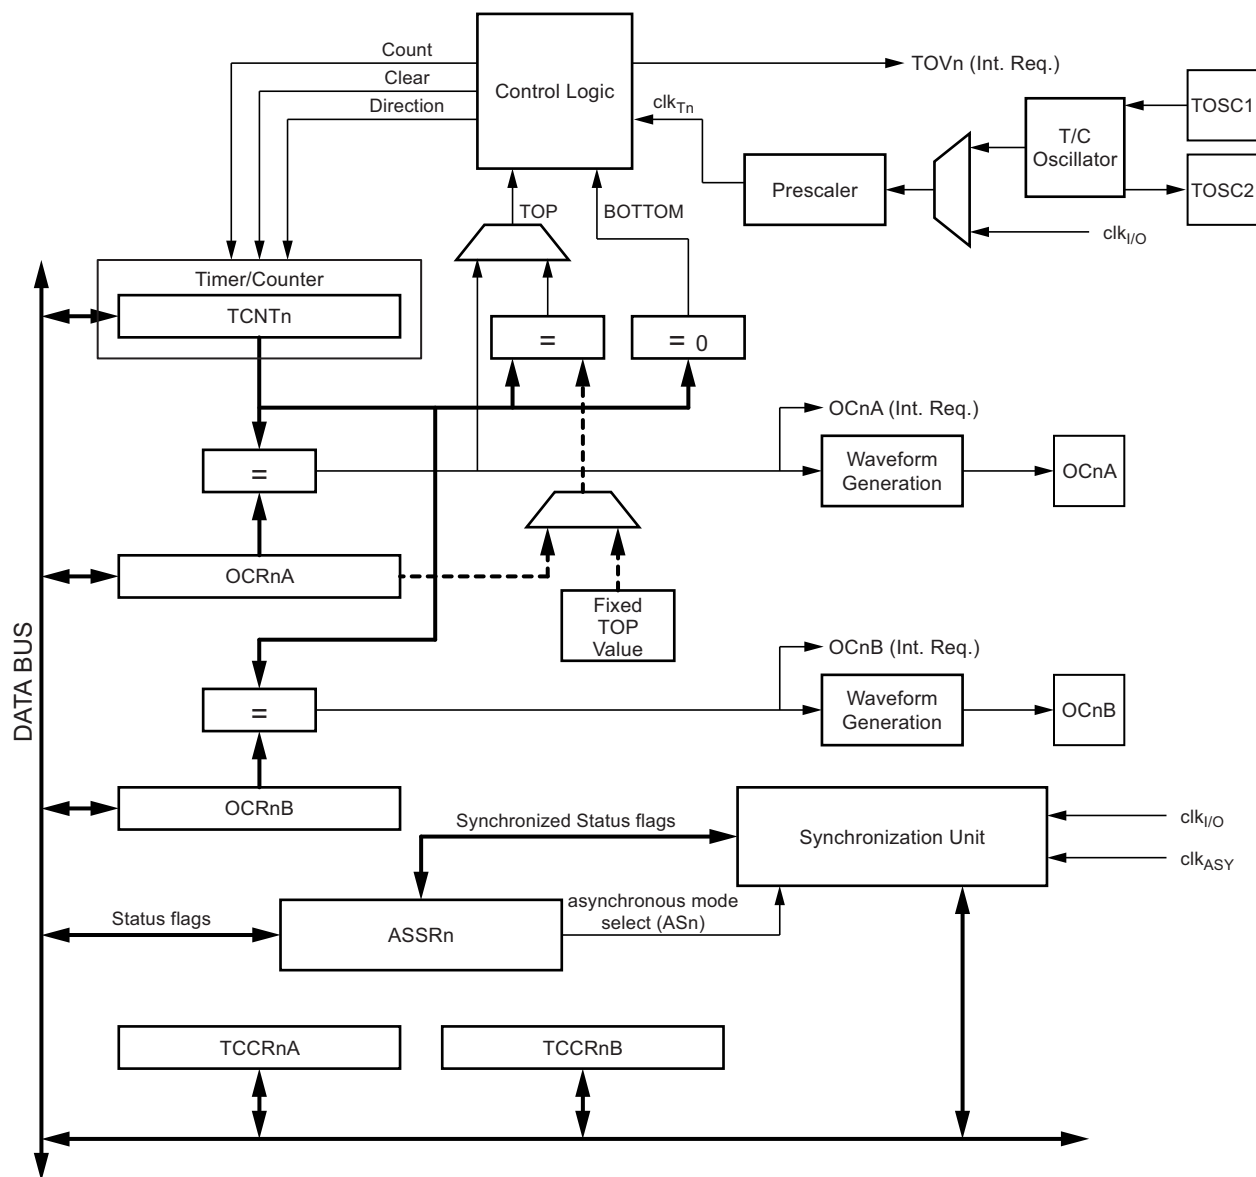 Count
Clear
Direction
Control Logic
TOVn (Int. Req.)
clkTn
TOSC1
T/C
Oscillator
Prescaler
TOSC2
TOP
BOTTOM
clkI/O
Timer/Counter
TCNTn
=
= 0
OCnA (Int. Req.)
=
Waveform
Generation
OCnA
OCRnA
Fixed
TOP
Value
DATA BUS
OCnB (Int. Req.)
=
Waveform
Generation
OCnB
OCRnB
Synchronized Status flags
Synchronization Unit
clkI/O
clkASY
Status flags
ASSRn
asynchronous mode
select (ASn)
TCCRnA
TCCRnB